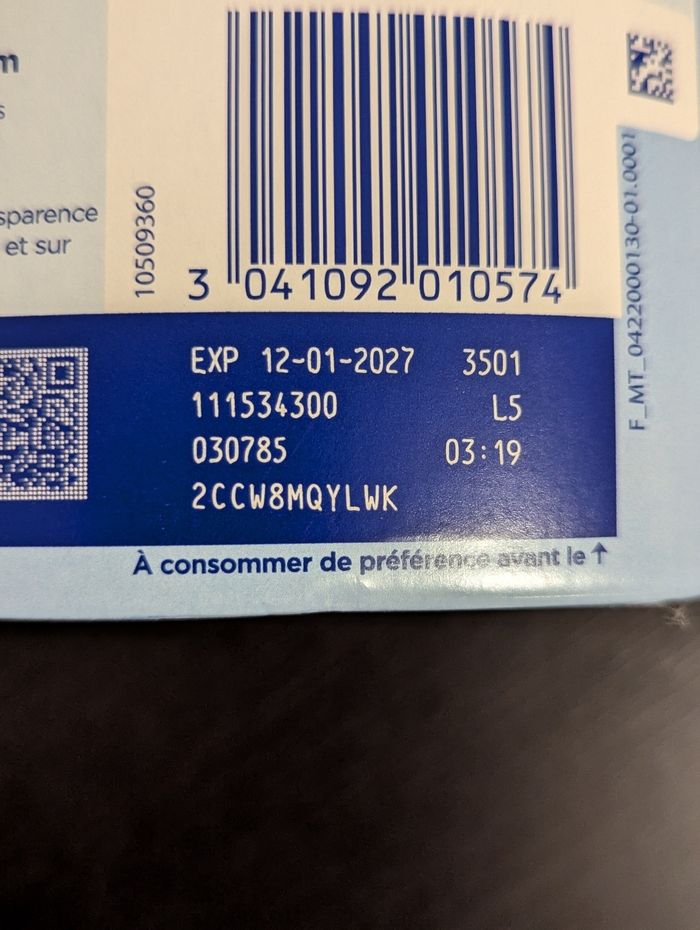 m
s
sparence
et sur
10509360
3 041092 010574
F_MT_0422000130-01.0001
EXP 12-01-2027 3501
111534300 L5
030785 03:19
2CCW8MQYLWK
À consommer de préférence avant le ↑